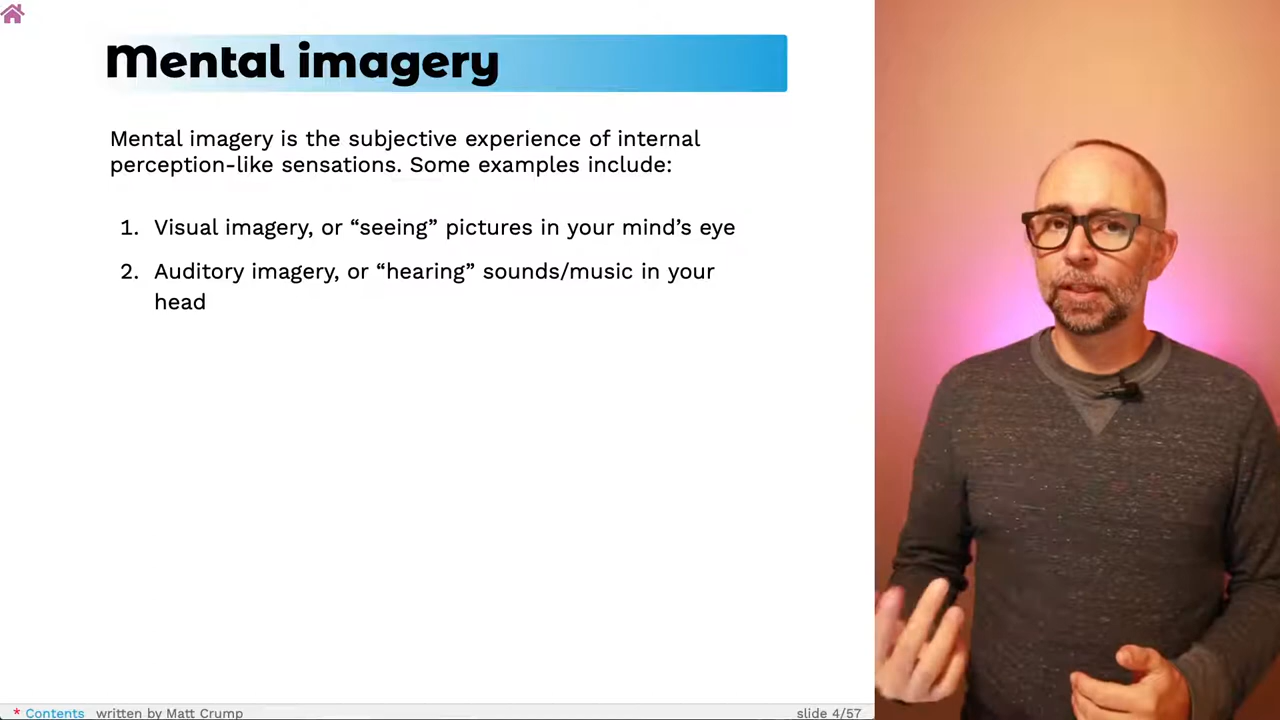 Mental imagery
Mental imagery is the subjective experience of internal
perception-like sensations. Some examples include:
1. Visual imagery, or “seeing” pictures in your mind’s eye
2. Auditory imagery, or “hearing” sounds/music in your
head
* Contents written by Matt Crump slide 4/57